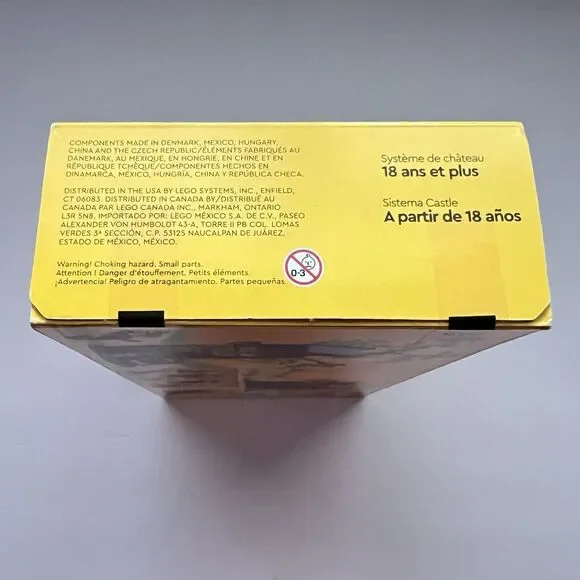 COMPONENTS MADE IN DENMARK, MEXICO, HUNGARY,
CHINA AND THE CZECH REPUBLIC/ÉLÉMENTS FABRIQUÉS AU
DANEMARK, AU MEXIQUE, EN HONGRIE, EN CHINE ET EN
RÉPUBLIQUE TCHÈQUE/COMPONENTES HECHOS EN
DINAMARCA, MÉXICO, HUNGRÍA, CHINA Y REPÚBLICA CHECA.
DISTRIBUTED IN THE USA BY LEGO SYSTEMS, INC., ENFIELD,
CT 06083. DISTRIBUTED IN CANADA BY/DISTRIBUÉ AU
CANADA PAR LEGO CANADA INC., MARKHAM, ONTARIO
L3R 5N8. IMPORTADO POR: LEGO MÉXICO S.A. DE C.V., PASEO
ALEXANDER VON HUMBOLDT 43-A, TORRE II PB COL. LOMAS
VERDES 3ª SECCIÓN, C.P. 53125 NAUCALPAN DE JUÁREZ,
ESTADO DE MÉXICO, MÉXICO.
Warning! Choking hazard. Small parts.
Attention ! Danger d'étouffement. Petits éléments.
¡Advertencia! Peligro de atragantamiento. Partes pequeñas.
0-3
Système de château
18 ans et plus
Sistema Castle
A partir de 18 años